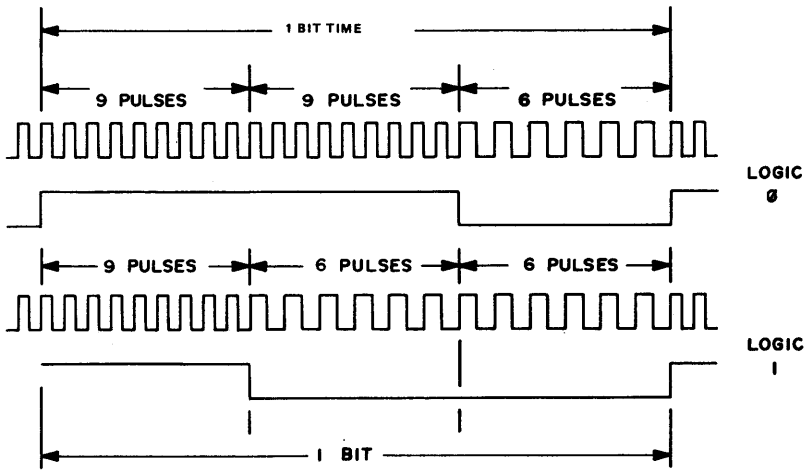 1 BIT TIME
9 PULSES 9 PULSES 6 PULSES
LOGIC
0
9 PULSES 6 PULSES 6 PULSES
LOGIC
1
1 BIT